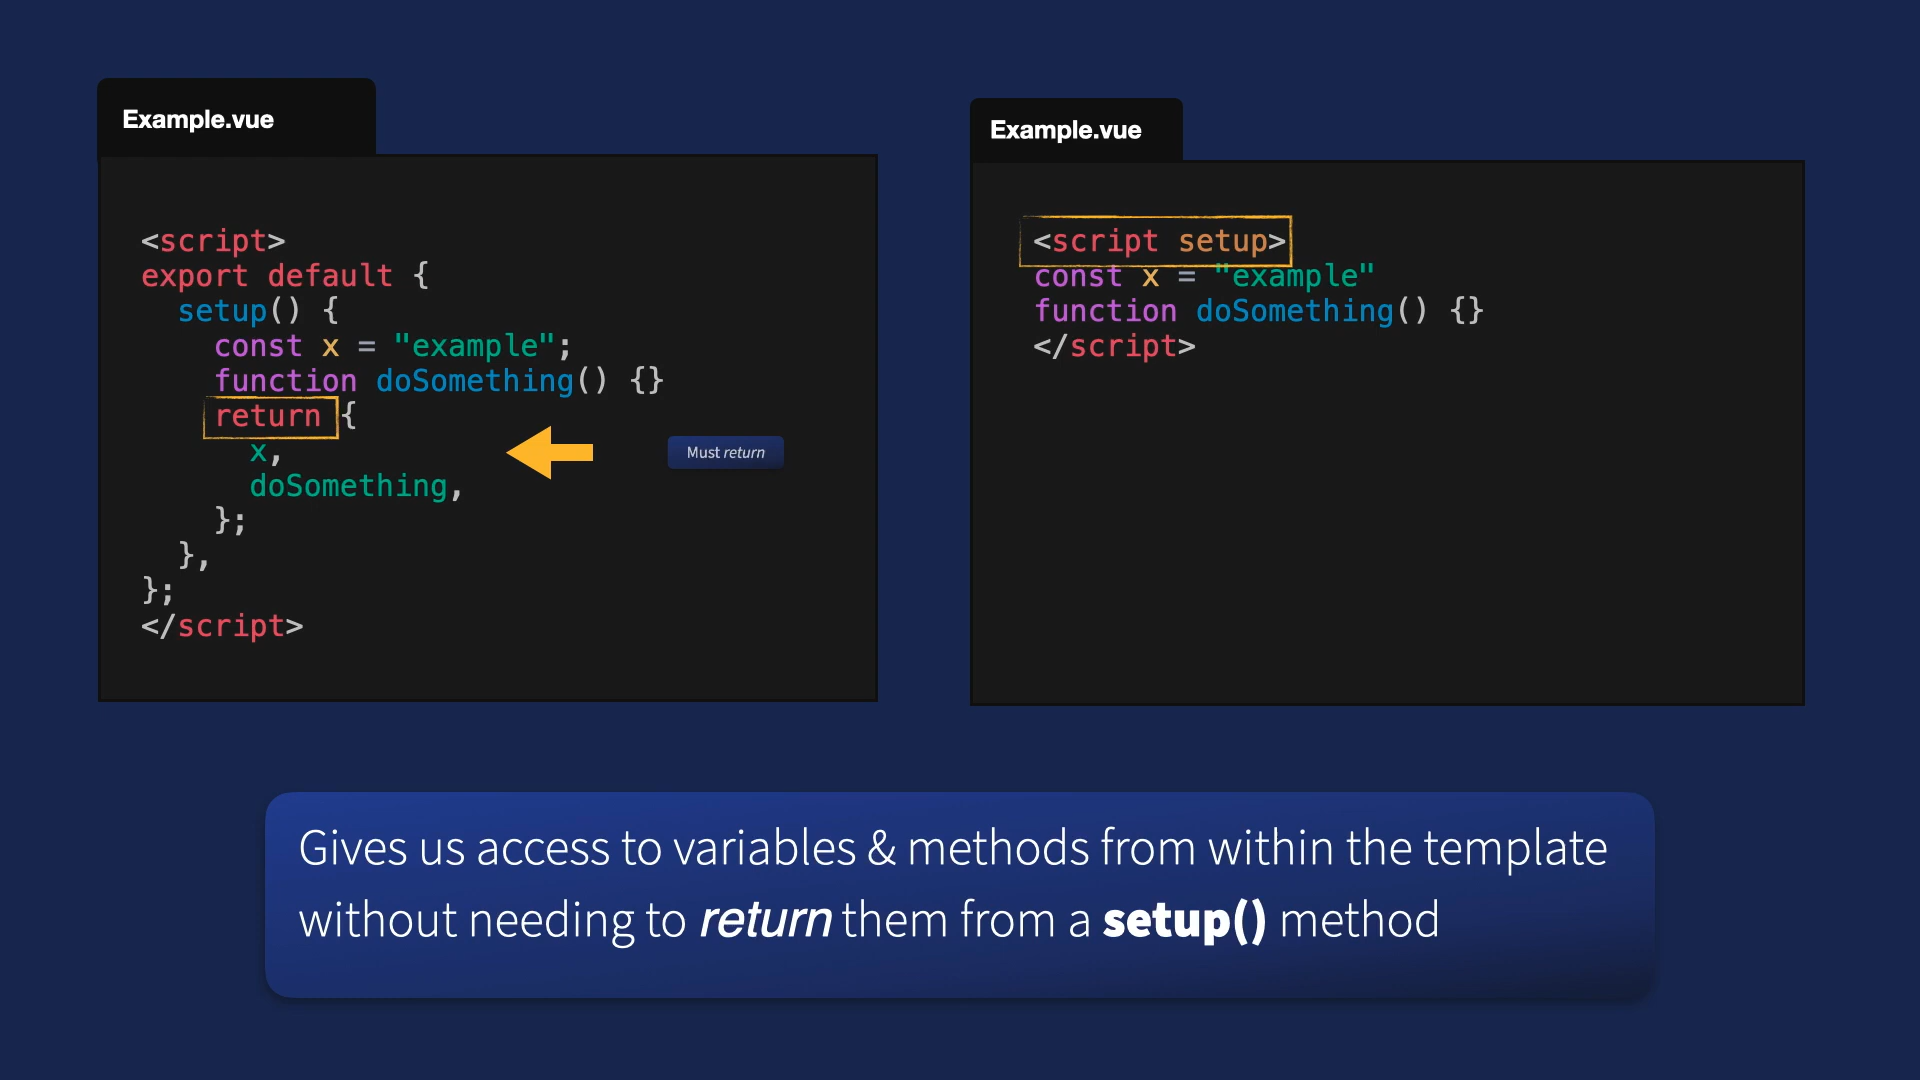 Example.vue
<script>
export default {
  setup() {
    const x = "example";
    function doSomething() {}
    return {
      x,
      doSomething,
    };
  },
};
</script>
Must return
Example.vue
<script setup>
const x = "example"
function doSomething() {}
</script>
Gives us access to variables & methods from within the template
without needing to return them from a setup() method